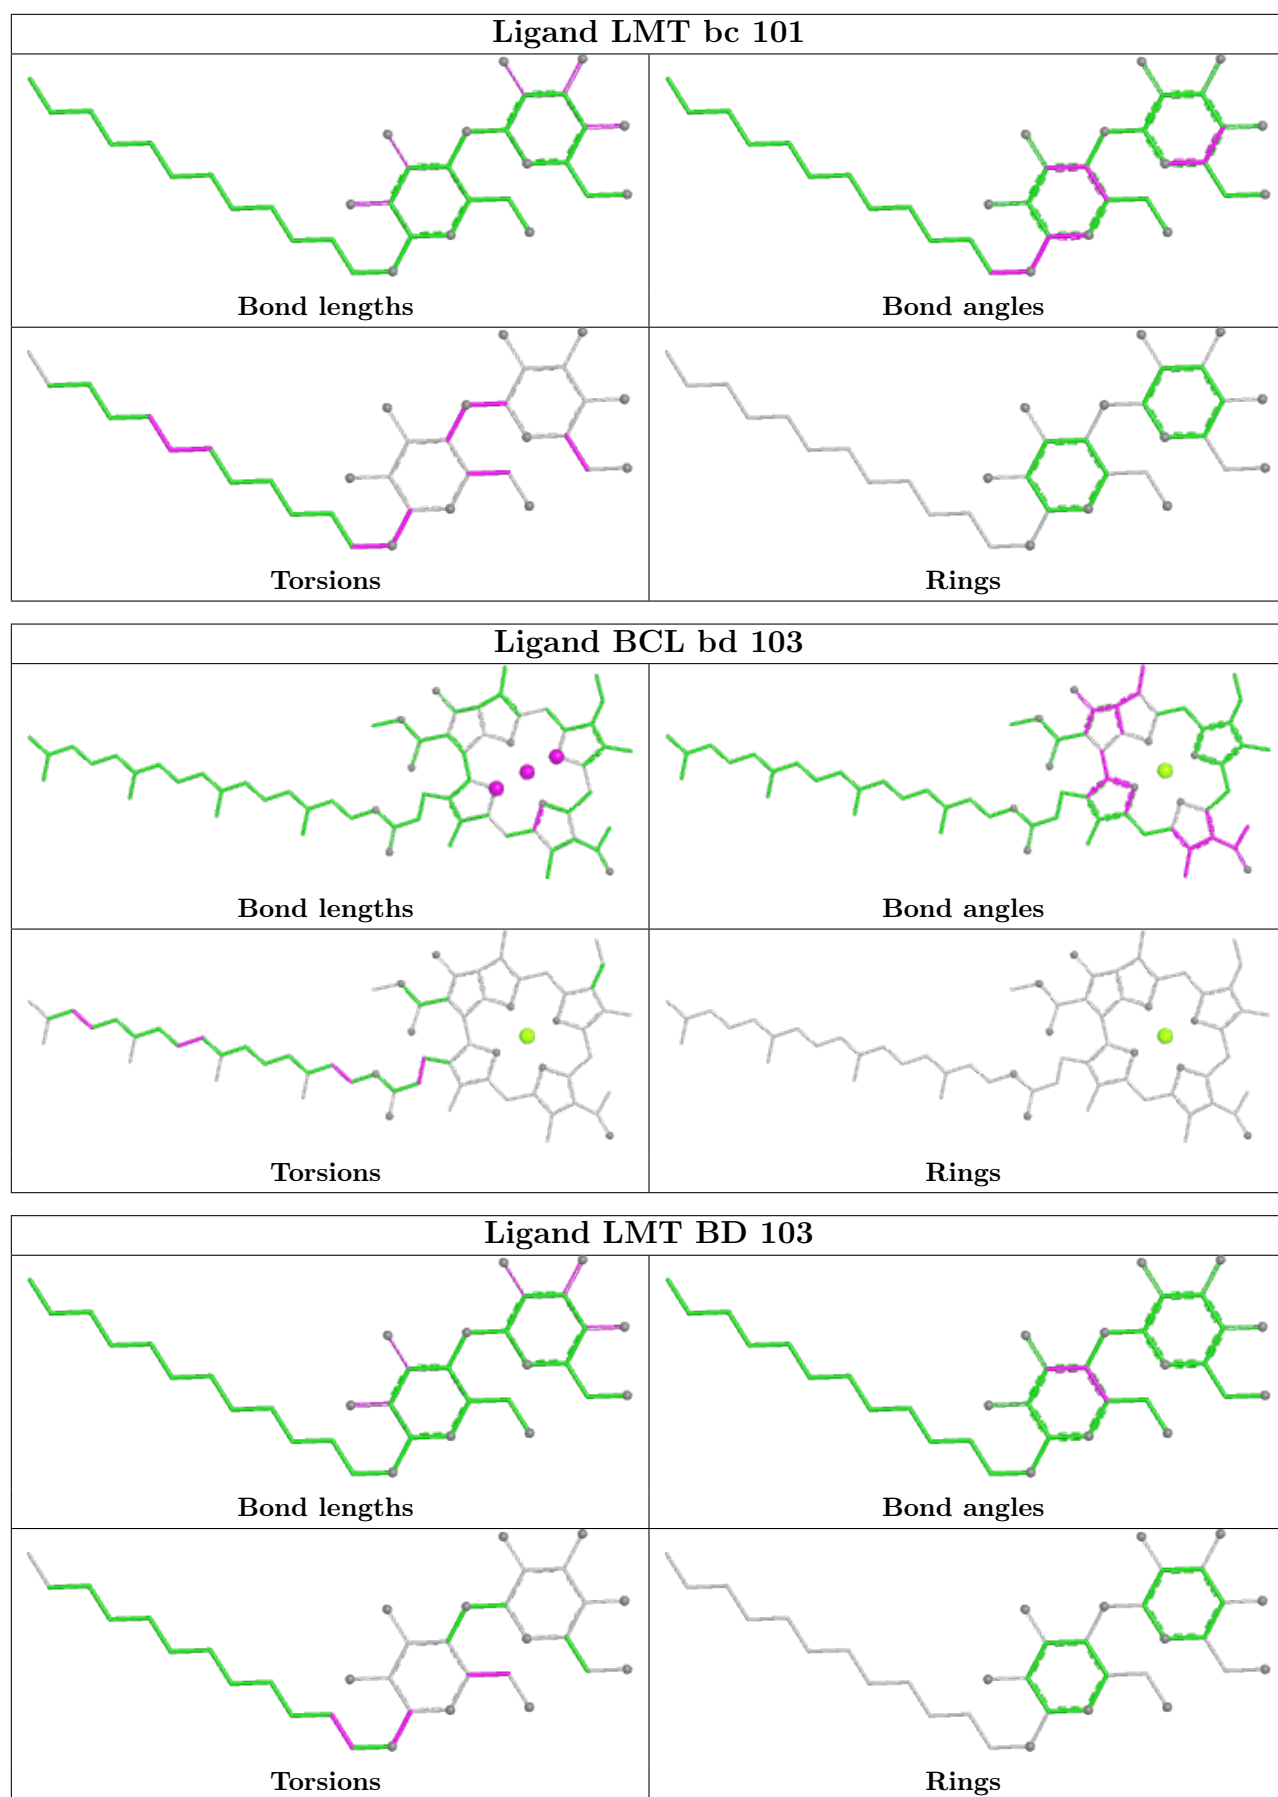 Ligand LMT bc 101
Bond lengths
Bond angles
Torsions
Rings
Ligand BCL bd 103
Bond lengths
Bond angles
Torsions
Rings
Ligand LMT BD 103
Bond lengths
Bond angles
Torsions
Rings